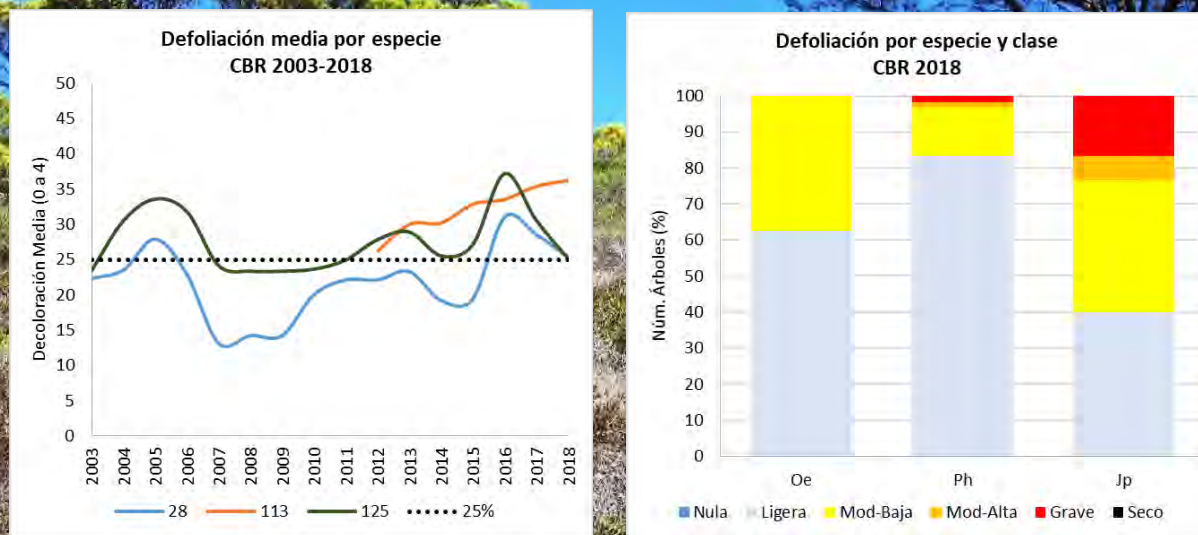 Defoliación media por especie
CBR 2003-2018
Decoloración Media (0 a 4)
50
45
40
35
30
25
20
15
10
5
0
2003 2004 2005 2006 2007 2008 2009 2010 2011 2012 2013 2014 2015 2016 2017 2018
28 113 125 25%
Defoliación por especie y clase
CBR 2018
Núm. Árboles (%)
100
90
80
70
60
50
40
30
20
10
0
Oe Ph Jp
Nula Ligera Mod-Baja Mod-Alta Grave Seco